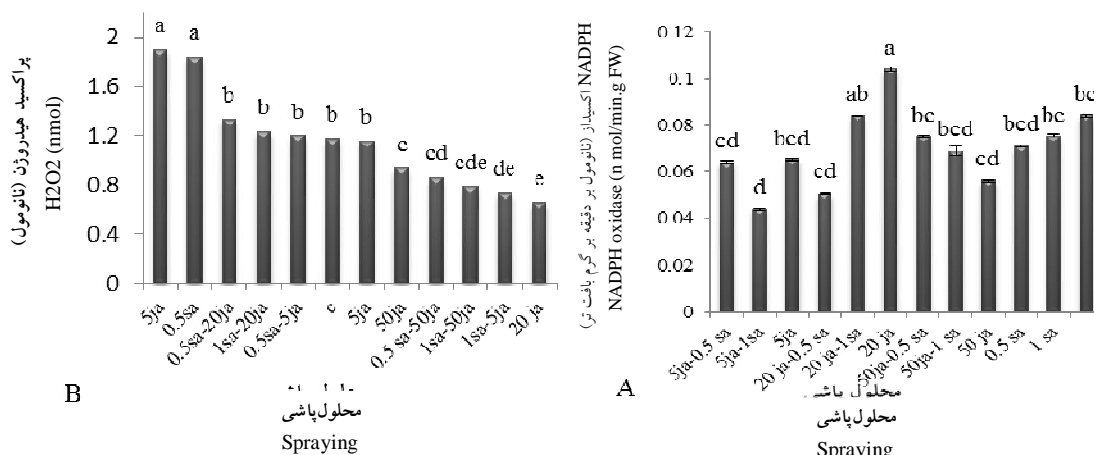 پراکسید هیدروژن (نانومول)
H2O2 (nmol)
2
1.6
1.2
0.8
0.4
0
a
a
b
b
b
b
b
c
cd
cde
de
e
5ja
0.5sa
0.5sa-20ja
1sa-20ja
0.5sa-5ja
c
5ja
50ja
0.5 sa-50ja
1sa-50ja
1sa-5ja
20 ja
B
محلول‌پاشی
Spraying
NADPH اکسیداز (نانومول بر دقیقه بر گرم بافت تر)
NADPH oxidase (n mol/min.g FW)
0.12
0.1
0.08
0.06
0.04
0.02
0
cd
d
bcd
cd
ab
a
bc
bcd
cd
bc
bc
bc
5ja-0.5 sa
5ja-1sa
5ja
20 ja-0.5 sa
20 ja-1sa
20 ja
50ja-0.5 sa
50ja-1 sa
50 ja
0.5 sa
1 sa
A
محلول پاشی
محلول‌پاشی
Spraying